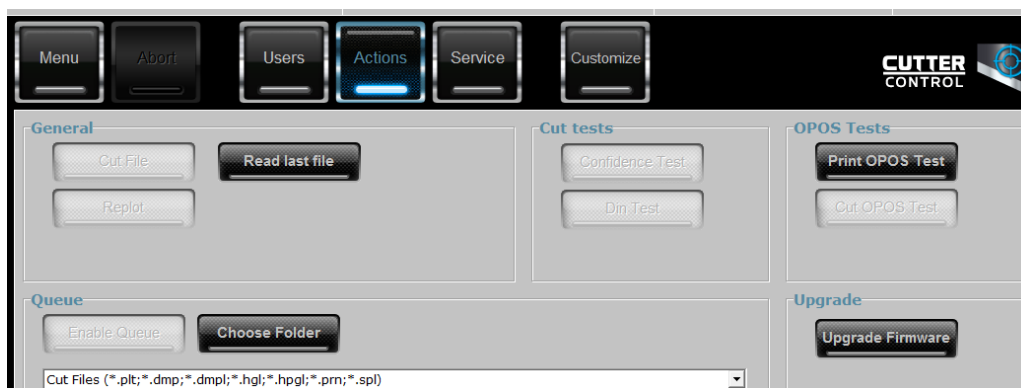 Menu
Abort
Users
Actions
Service
Customize
CUTTER
CONTROL
General
Cut File
Read last file
Replot
Cut tests
Confidence Test
Din Test
OPOS Tests
Print OPOS Test
Cut OPOS Test
Queue
Enable Queue
Choose Folder
Cut Files (*.plt;*.dmp;*.dmpl;*.hgl;*.hpgl;*.prn;*.spl)
Upgrade
Upgrade Firmware